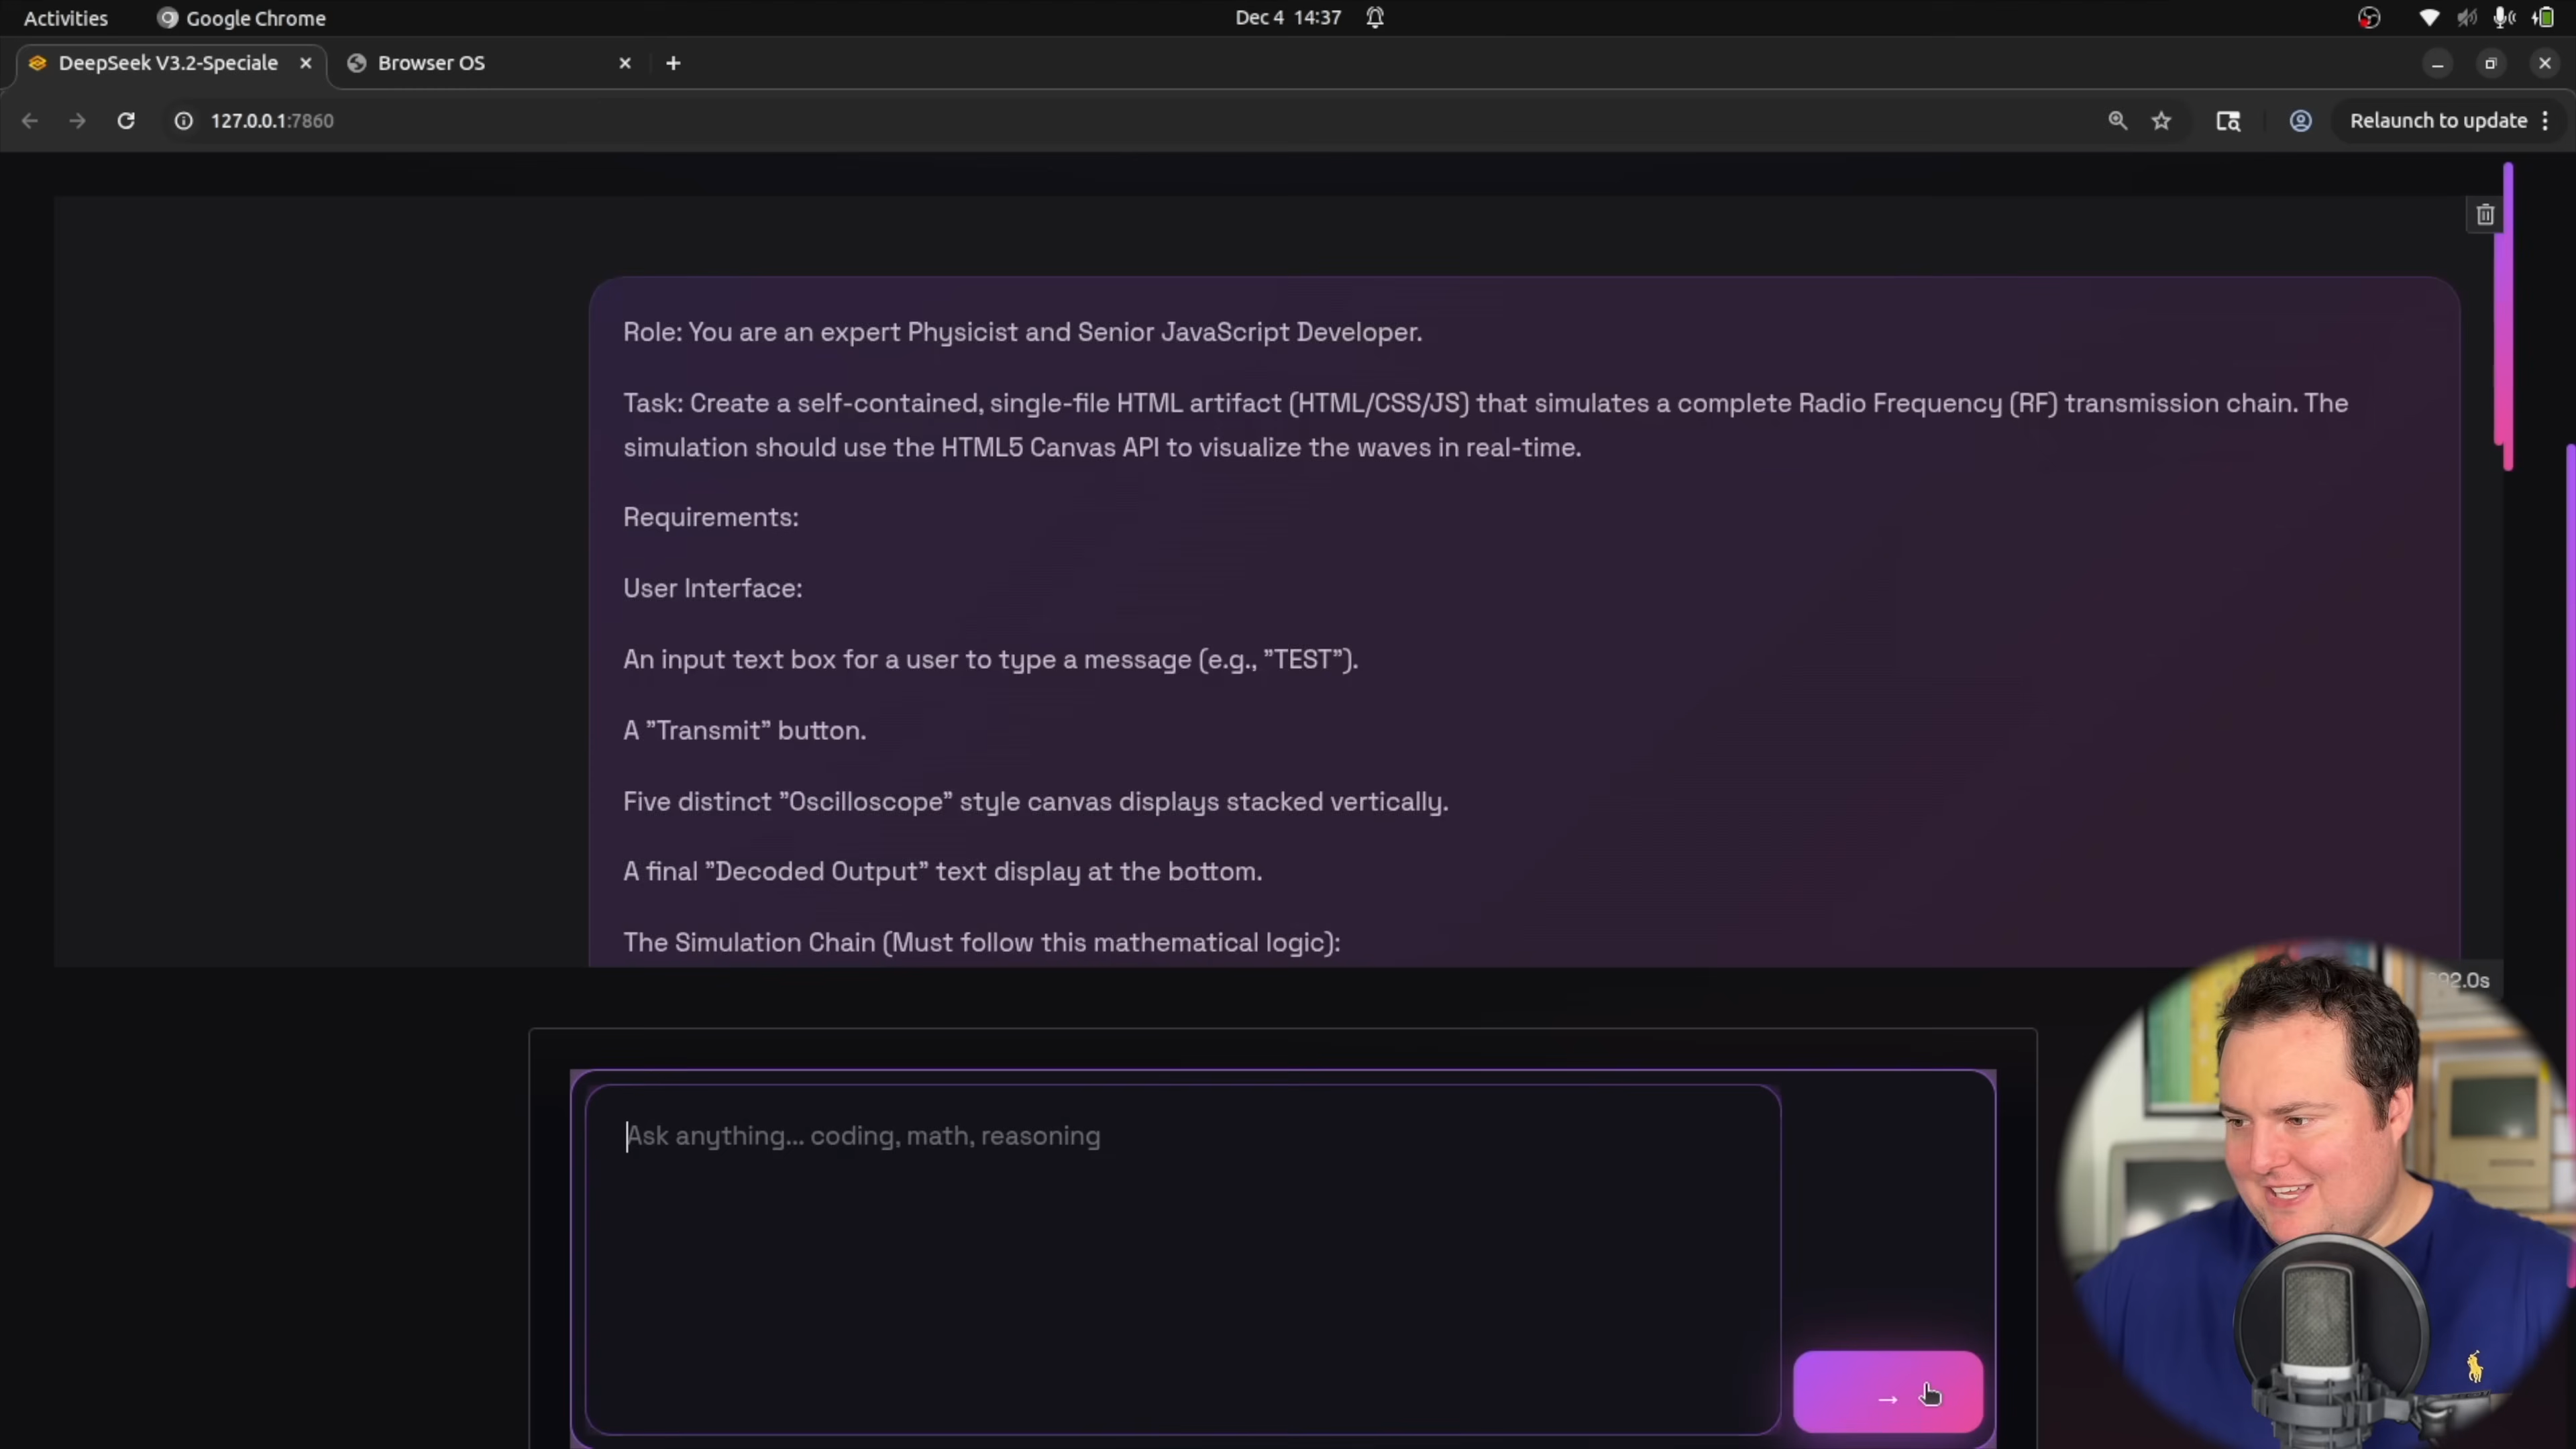 Activities Google Chrome Dec 4 14:37
DeepSeek V3.2-Speciale Browser OS
127.0.0.1:7860 Relaunch to update
Role: You are an expert Physicist and Senior JavaScript Developer.
Task: Create a self-contained, single-file HTML artifact (HTML/CSS/JS) that simulates a complete Radio Frequency (RF) transmission chain. The
simulation should use the HTML5 Canvas API to visualize the waves in real-time.
Requirements:
User Interface:
An input text box for a user to type a message (e.g., "TEST").
A "Transmit" button.
Five distinct "Oscilloscope" style canvas displays stacked vertically.
A final "Decoded Output" text display at the bottom.
The Simulation Chain (Must follow this mathematical logic):
Ask anything... coding, math, reasoning
→